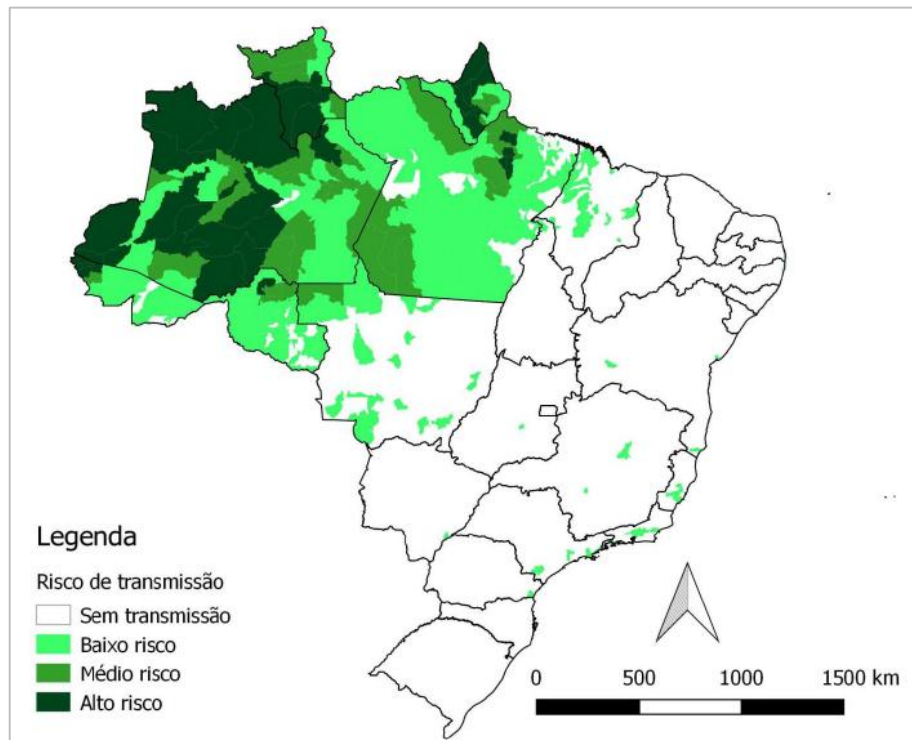 Legenda
Risco de transmissão
Sem transmissão
Baixo risco
Médio risco
Alto risco
0 500 1000 1500 km